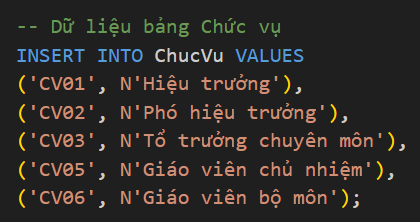 -- Dữ liệu bảng Chức vụ
INSERT INTO ChucVu VALUES
('CV01', N'Hiệu trưởng'),
('CV02', N'Phó hiệu trưởng'),
('CV03', N'Tổ trưởng chuyên môn'),
('CV05', N'Giáo viên chủ nhiệm'),
('CV06', N'Giáo viên bộ môn');